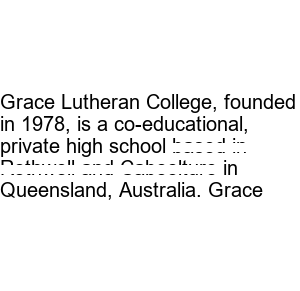 Grace Lutheran College, founded
in 1978, is a co-educational,
private high school based in
Rothwell and Caboolture in
Queensland, Australia. Grace